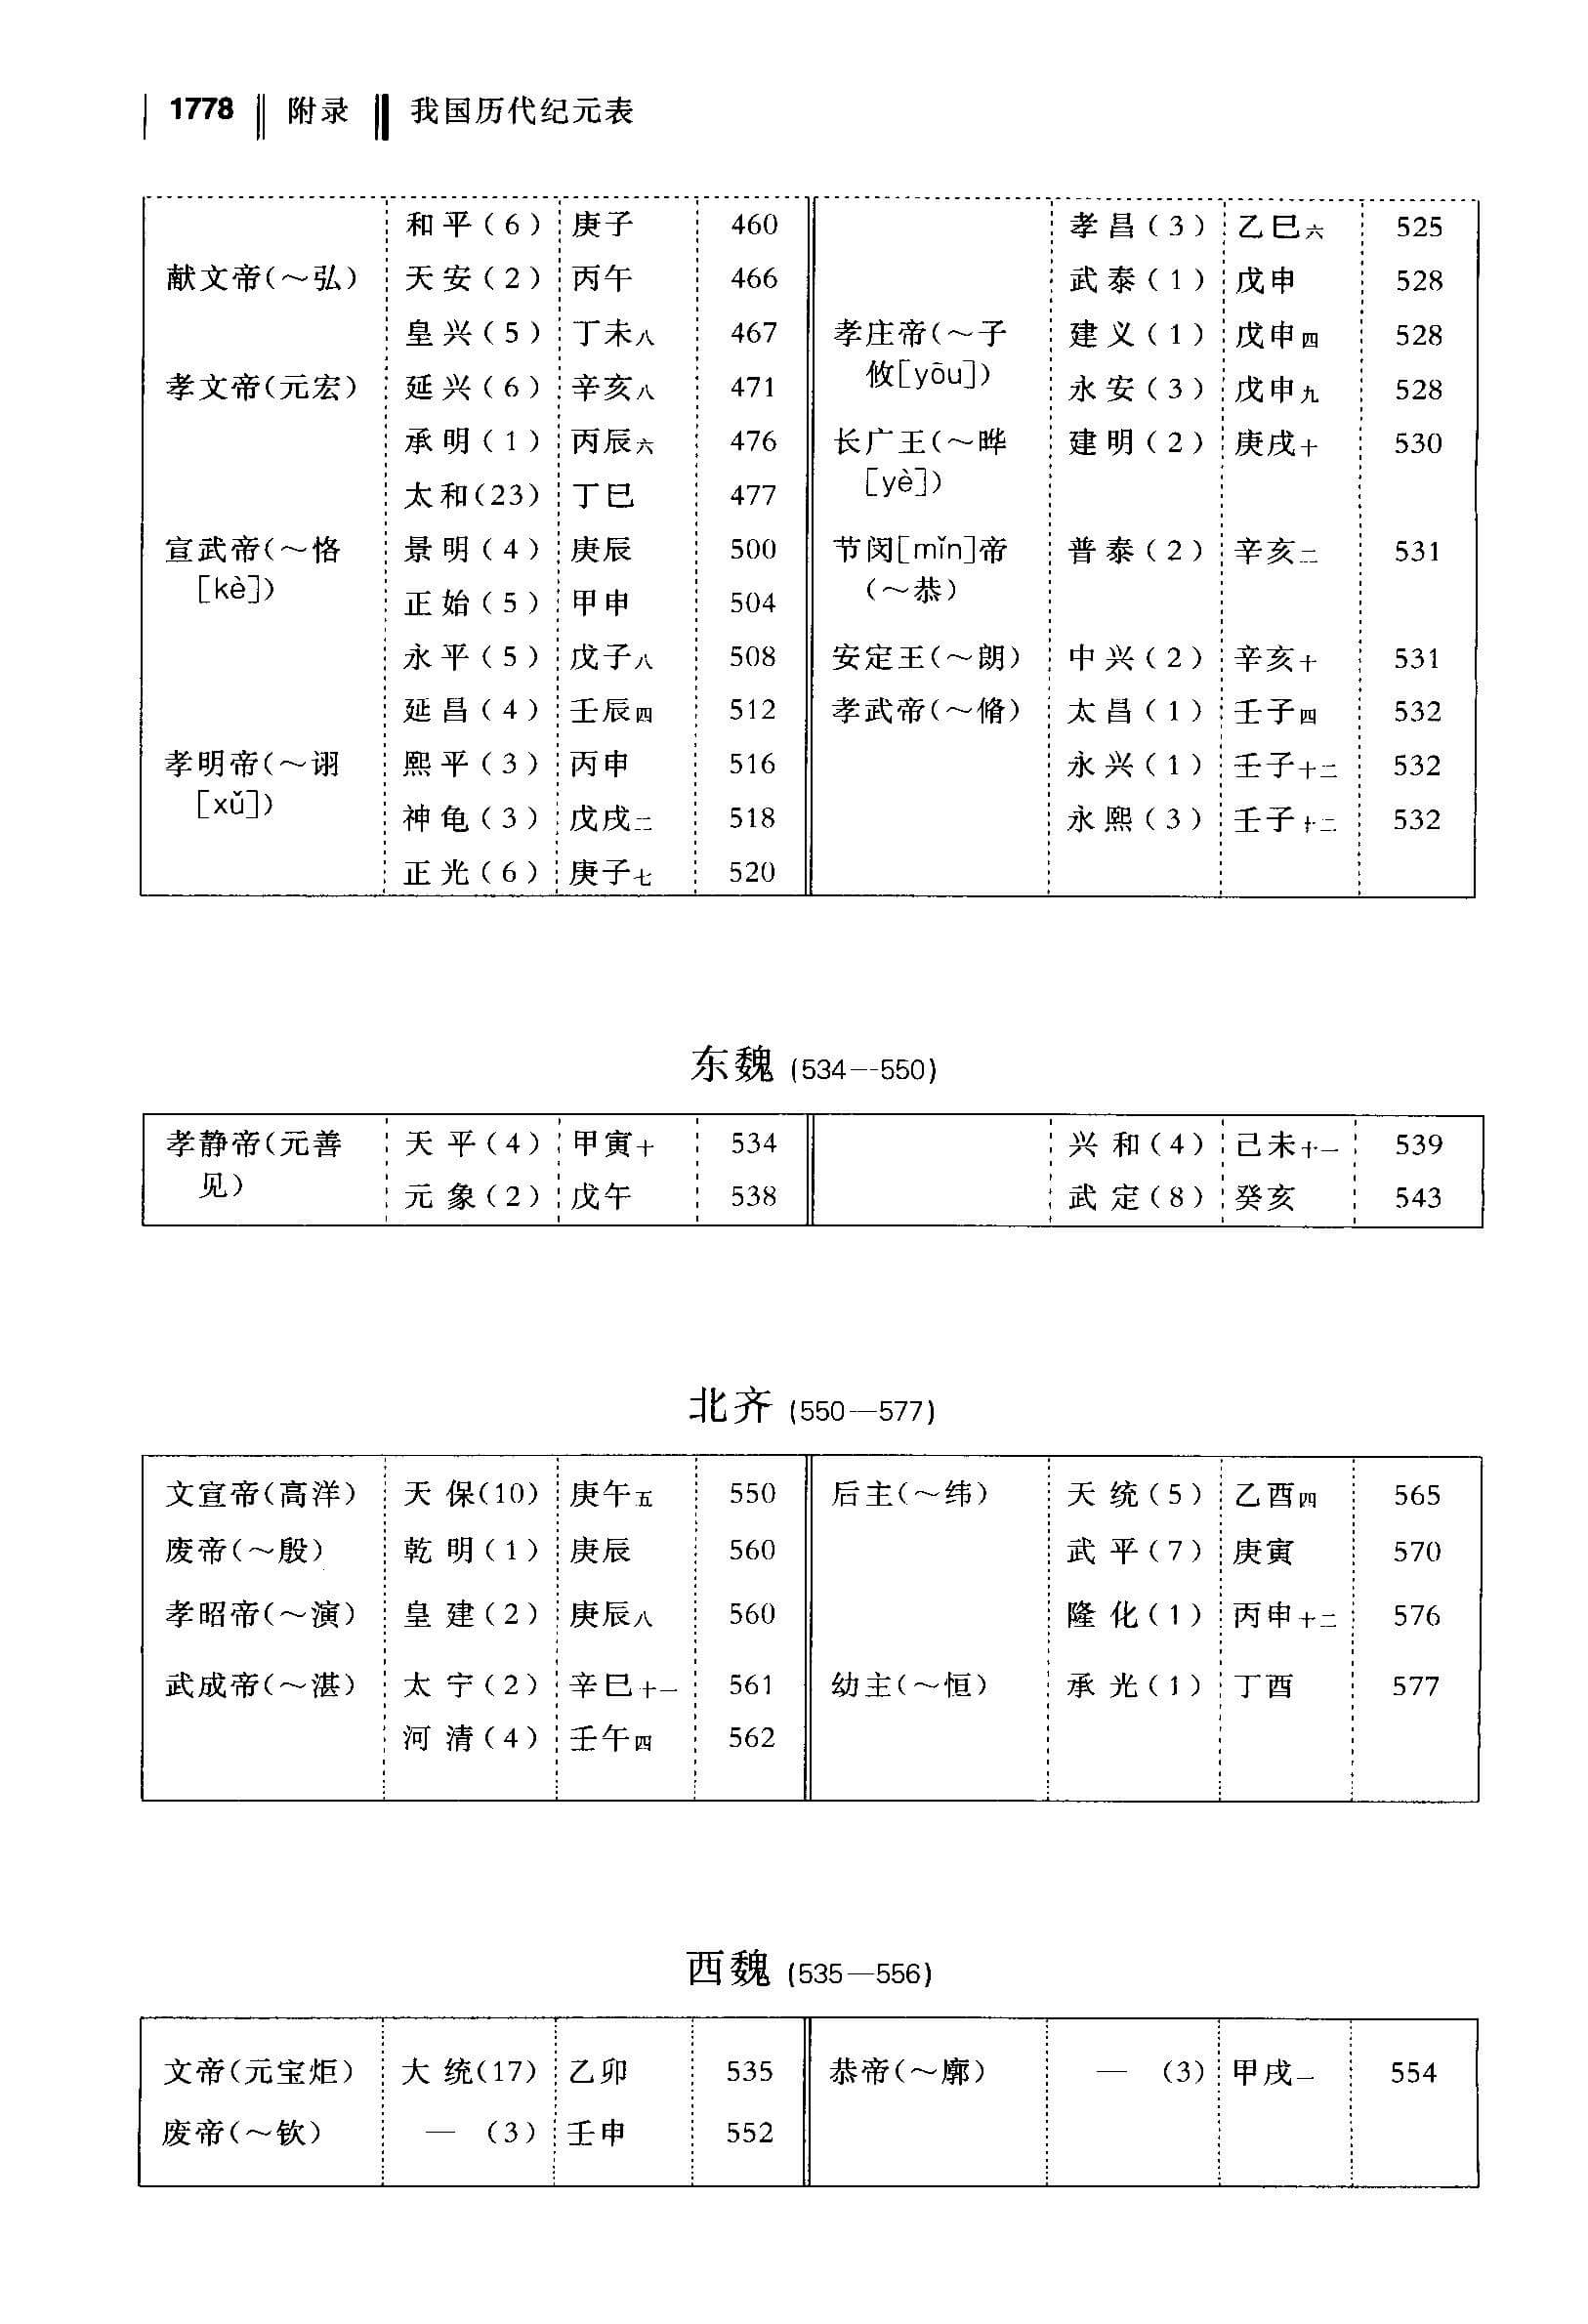 1778 附录 我国历代纪元表
和平(6) 庚子 460
献文帝(～弘) 天安(2) 丙午 466
皇兴(5) 丁未八 467
孝文帝(元宏) 延兴(6) 辛亥八 471
承明(1) 丙辰六 476
太和(23) 丁巳 477
宣武帝(～恪 景明(4) 庚辰 500
[kè]) 正始(5) 甲申 504
永平(5) 戊子八 508
延昌(4) 壬辰四 512
孝明帝(～诩 熙平(3) 丙申 516
[xǔ]) 神龟(3) 戊戌二 518
正光(6) 庚子七 520
孝昌(3) 乙巳六 525
武泰(1) 戊申 528
孝庄帝(～子 建义(1) 戊申四 528
攸[yōu]) 永安(3) 戊申九 528
长广王(～晔 建明(2) 庚戌十 530
[yè])
节闵[mǐn]帝 普泰(2) 辛亥二 531
(～恭)
安定王(～朗) 中兴(2) 辛亥十 531
孝武帝(～脩) 太昌(1) 壬子四 532
永兴(1) 壬子十二 532
永熙(3) 壬子十二 532
东魏 (534—550)
孝静帝(元善 天平(4) 甲寅十 534
见) 元象(2) 戊午 538
兴和(4) 己未十一 539
武定(8) 癸亥 543
北齐 (550—577)
文宣帝(高洋) 天保(10) 庚午五 550
废帝(～殷) 乾明(1) 庚辰 560
孝昭帝(～演) 皇建(2) 庚辰八 560
武成帝(～湛) 太宁(2) 辛巳十一 561
河清(4) 壬午四 562
后主(～纬) 天统(5) 乙酉四 565
武平(7) 庚寅 570
隆化(1) 丙申十二 576
幼主(～恒) 承光(1) 丁酉 577
西魏 (535—556)
文帝(元宝炬) 大统(17) 乙卯 535
废帝(～钦) — (3) 壬申 552
恭帝(～廓) — (3) 甲戌一 554